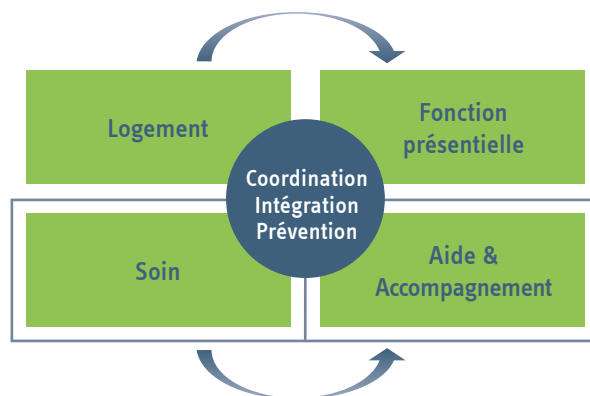 Logement
Fonction
présentielle
Coordination
Intégration
Prévention
Soin
Aide &
Accompagnement